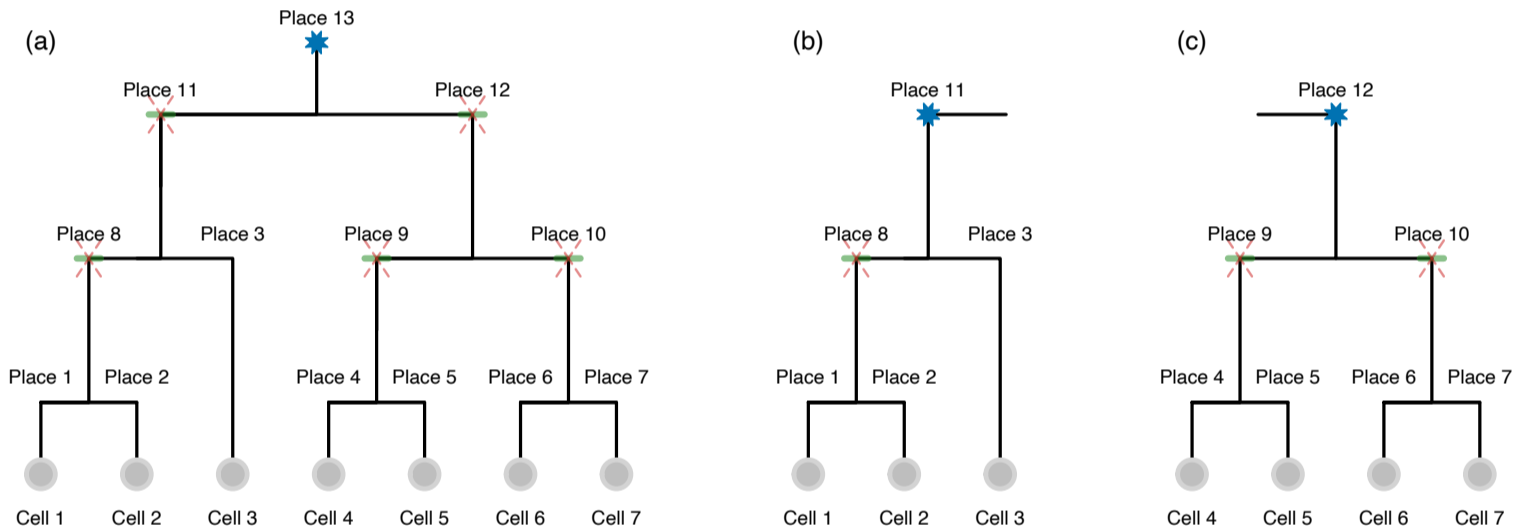 (a)
Place 13
Place 11
Place 12
Place 8
Place 3
Place 9
Place 10
Place 1
Place 2
Place 4
Place 5
Place 6
Place 7
Cell 1
Cell 2
Cell 3
Cell 4
Cell 5
Cell 6
Cell 7
(b)
Place 11
Place 8
Place 3
Place 1
Place 2
Cell 1
Cell 2
Cell 3
(c)
Place 12
Place 9
Place 10
Place 4
Place 5
Place 6
Place 7
Cell 4
Cell 5
Cell 6
Cell 7